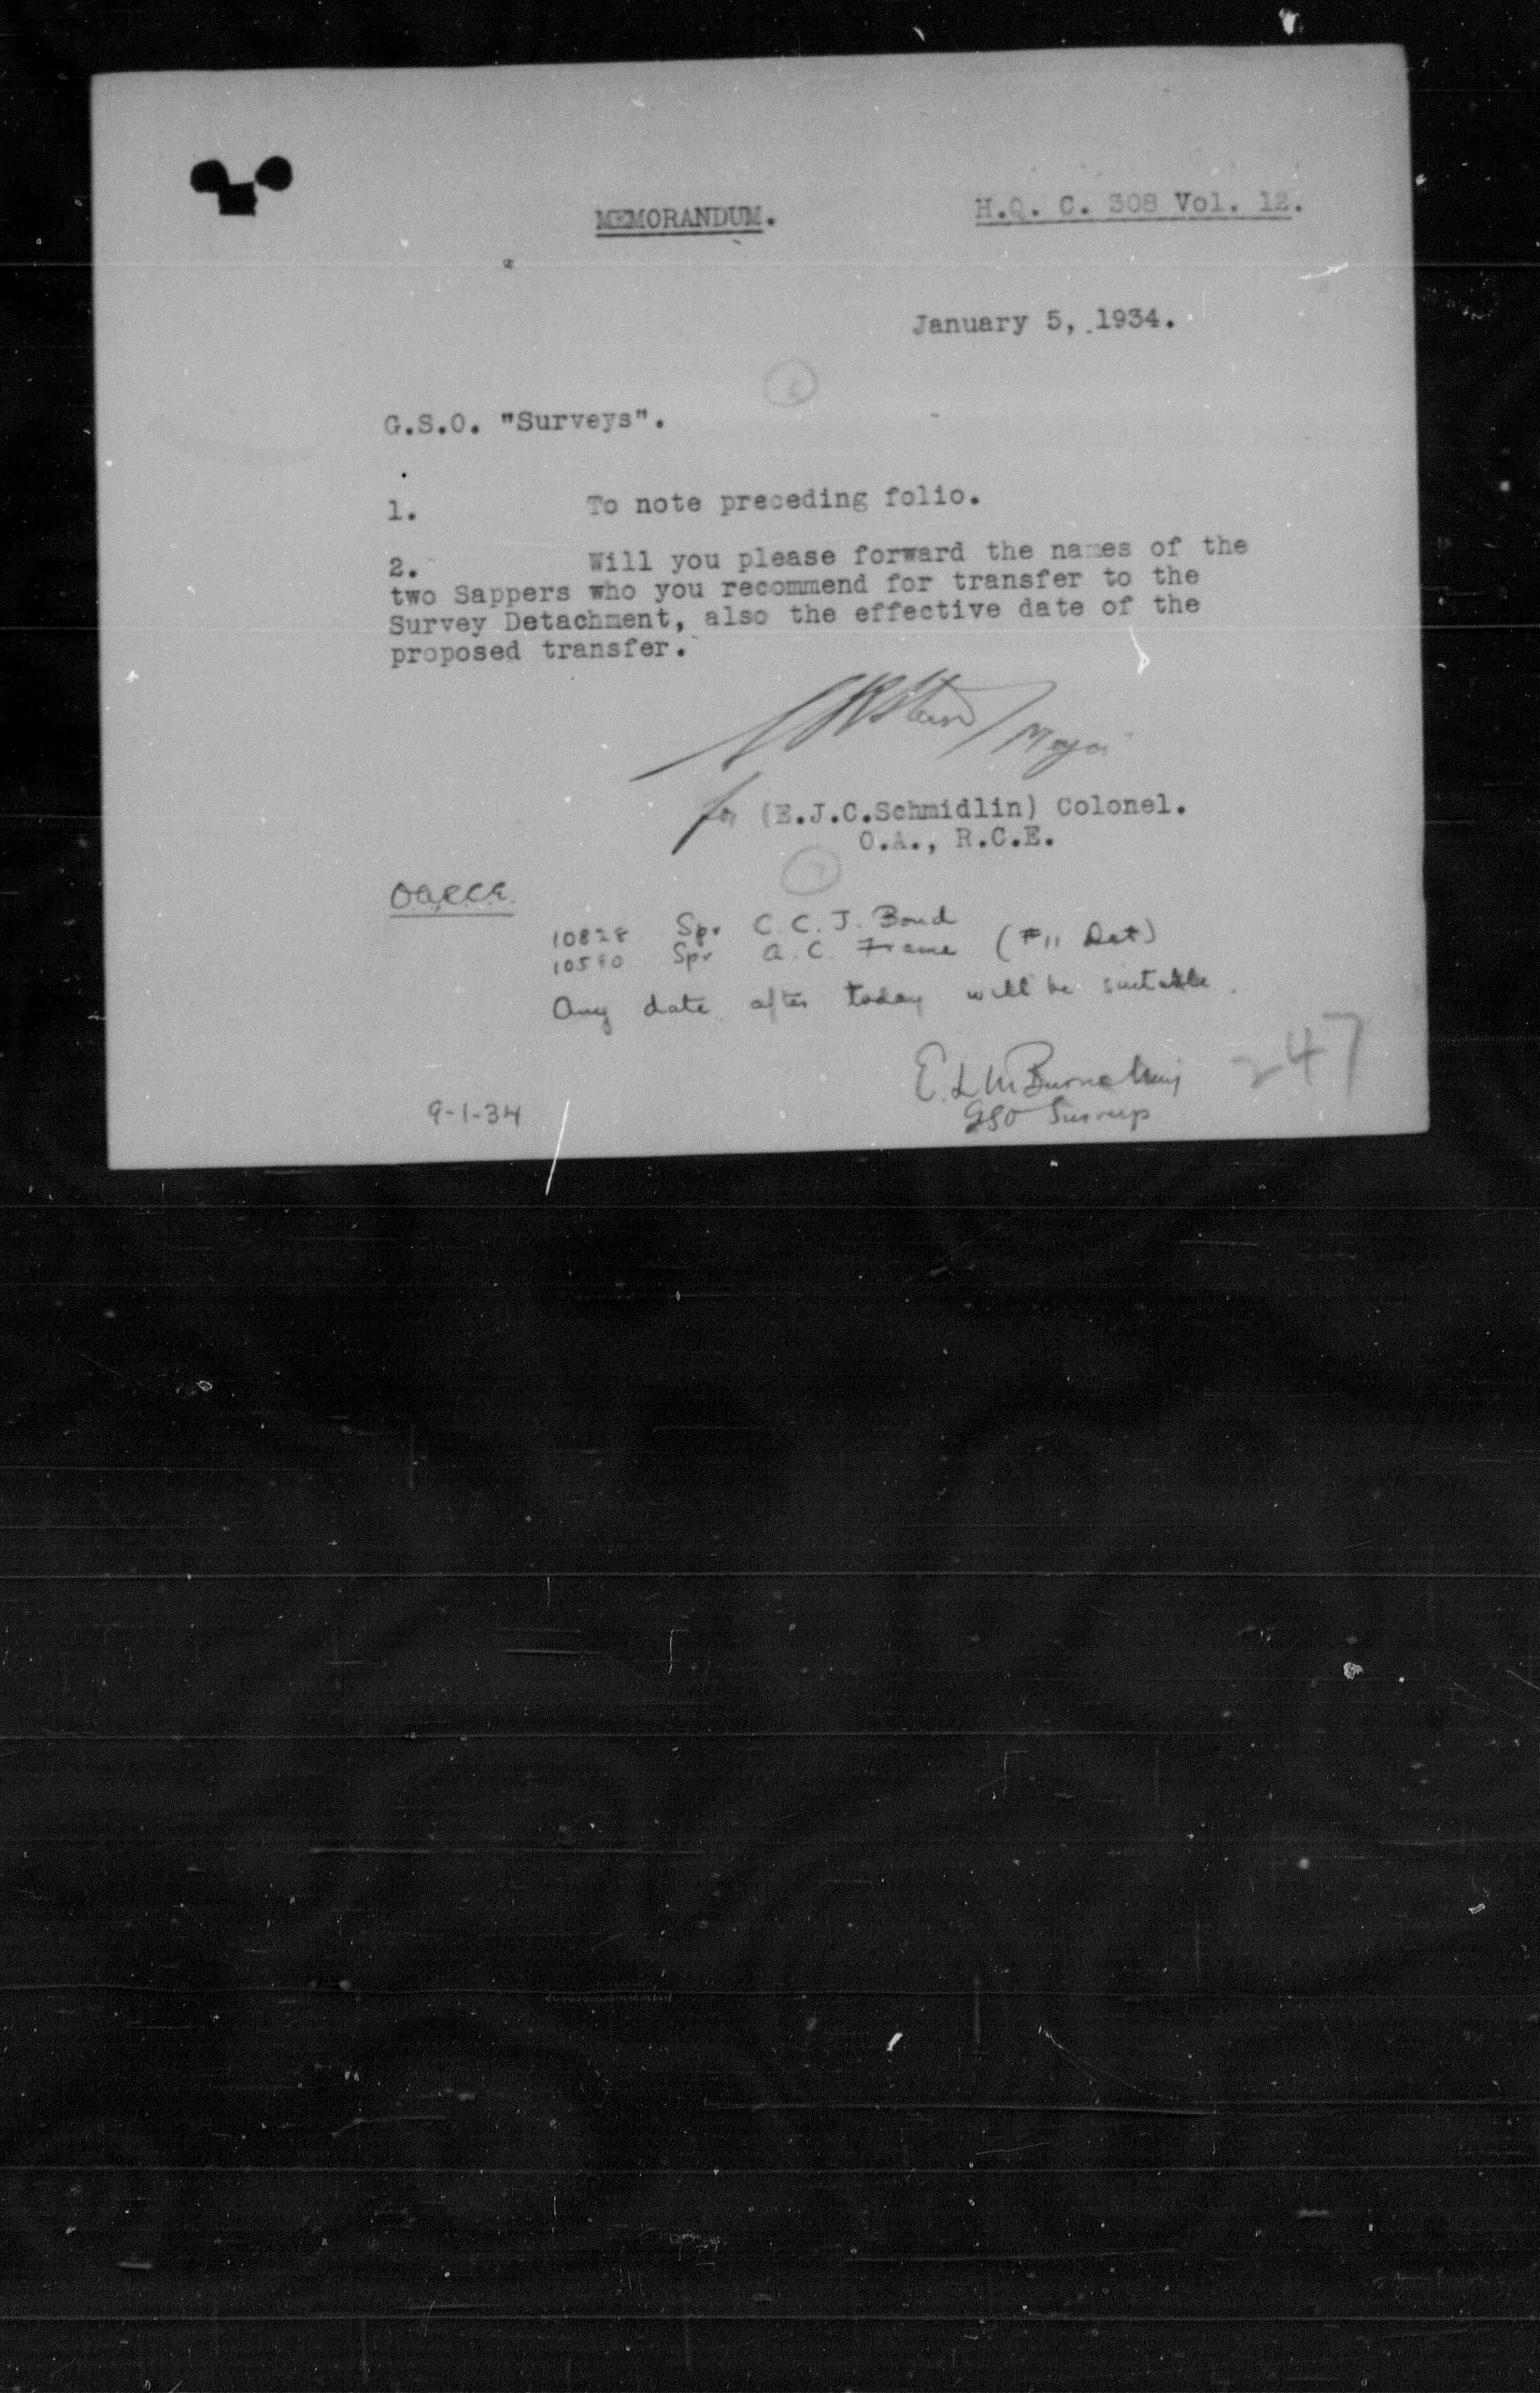 MEMORANDUM.
H.Q. C. 308 Vol. 12.
January 5, 1934.
G.S.O. "Surveys".
1. To note preceding folio.
2. Will you please forward the names of the
two Sappers who you recommend for transfer to the
Survey Detachment, also the effective date of the
proposed transfer.
Major
for (E.J.C.Schmidlin) Colonel.
O.A., R.C.E.
OARCE.
10828 Spr C. C. J. Bond
Spr A. C. Frame (#11 Det)
Any date after today will be suitable.
E. L. M. Burns Maj
247
GSO Surveys
9-1-34